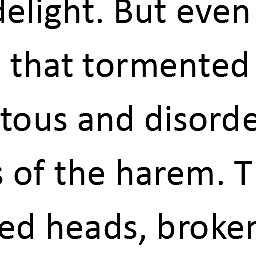 delight. But even
that tormented
tous and disorde
s of the harem. T
ed heads, broken